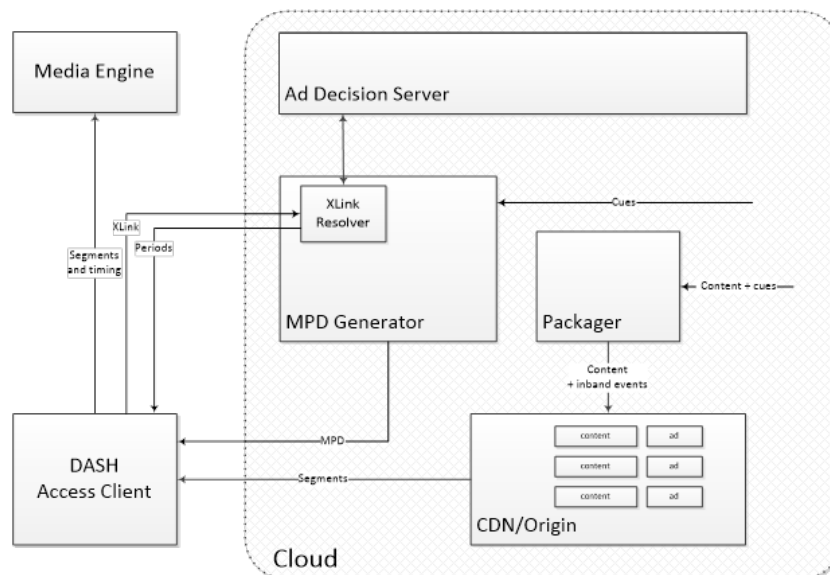 Media Engine
Ad Decision Server
XLink
Resolver
Cues
XLink
Periods
Segments
and timing
Content + cues
MPD Generator
Packager
Content
+ inband events
MPD
content
ad
content
ad
content
ad
DASH
Access Client
Segments
CDN/Origin
Cloud